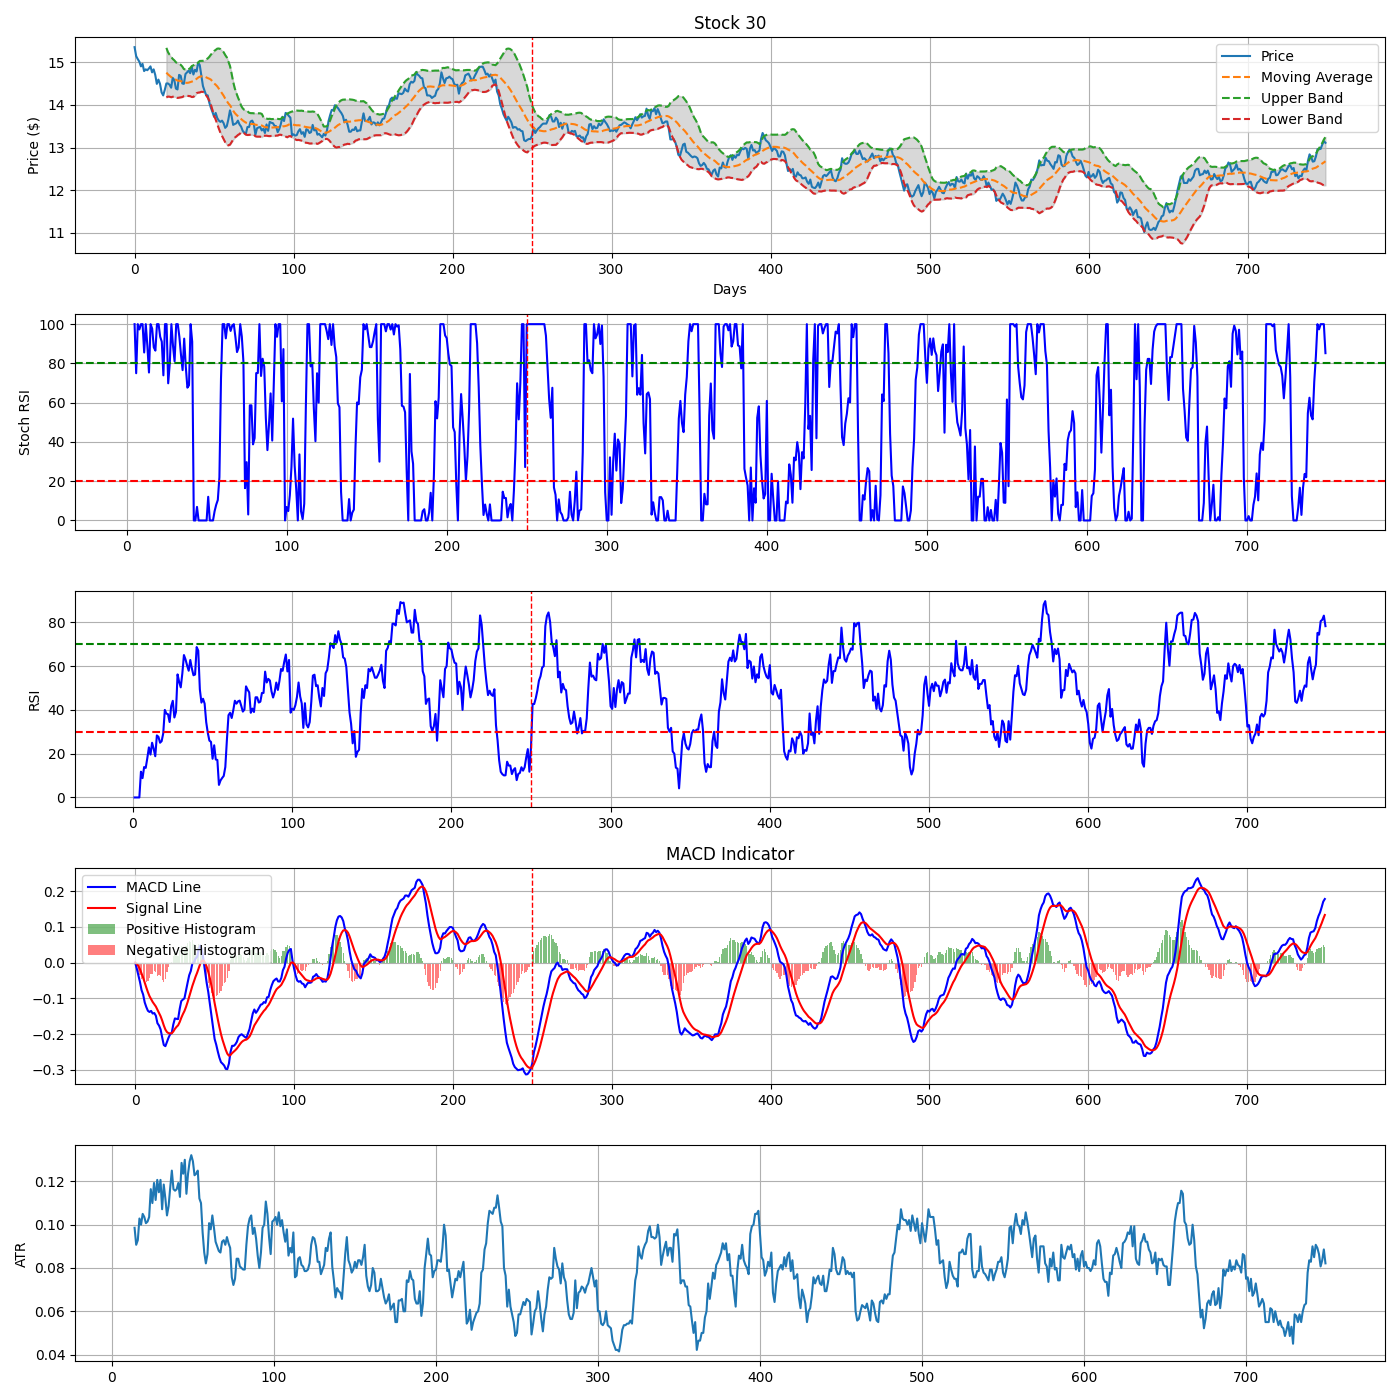 Stock 30
Price ($)
15
14
13
12
11
Price
Moving Average
Upper Band
Lower Band
0 100 200 300 400 500 600 700
Days
Stoch RSI
100
80
60
40
20
0
0 100 200 300 400 500 600 700
RSI
80
60
40
20
0
0 100 200 300 400 500 600 700
MACD Indicator
0.2
0.1
0.0
−0.1
−0.2
−0.3
MACD Line
Signal Line
Positive Histogram
Negative Histogram
0 100 200 300 400 500 600 700
ATR
0.12
0.10
0.08
0.06
0.04
0 100 200 300 400 500 600 700